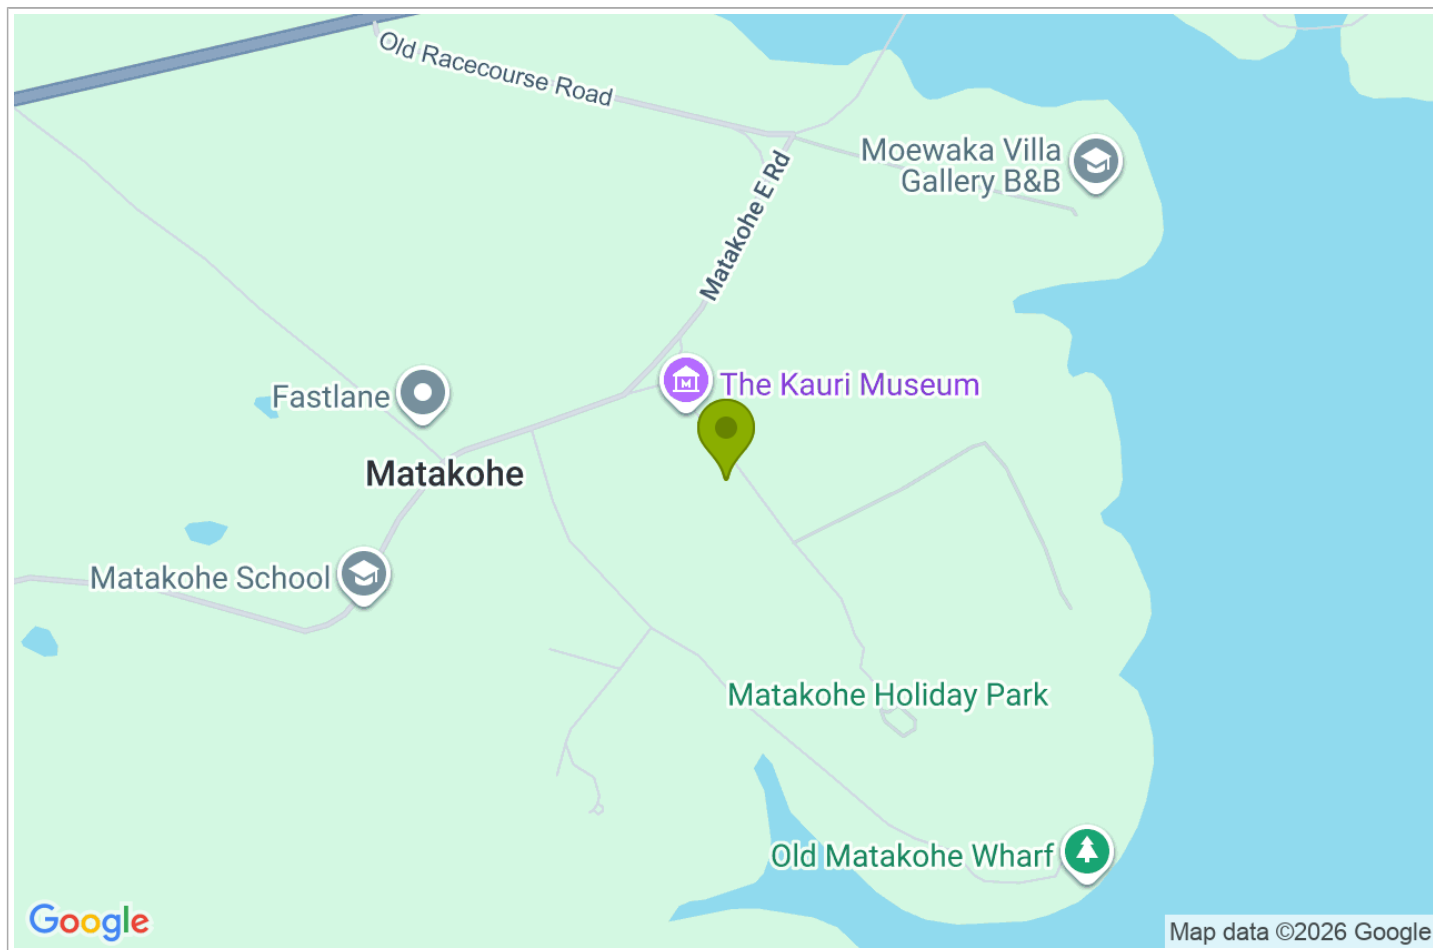 Old Racecourse Road
Matakohe E Rd
Moewaka Villa
Gallery B&B
The Kauri Museum
Fastlane
Matakohe
Matakohe School
Matakohe Holiday Park
Old Matakohe Wharf
Google
Map data ©2026 Google